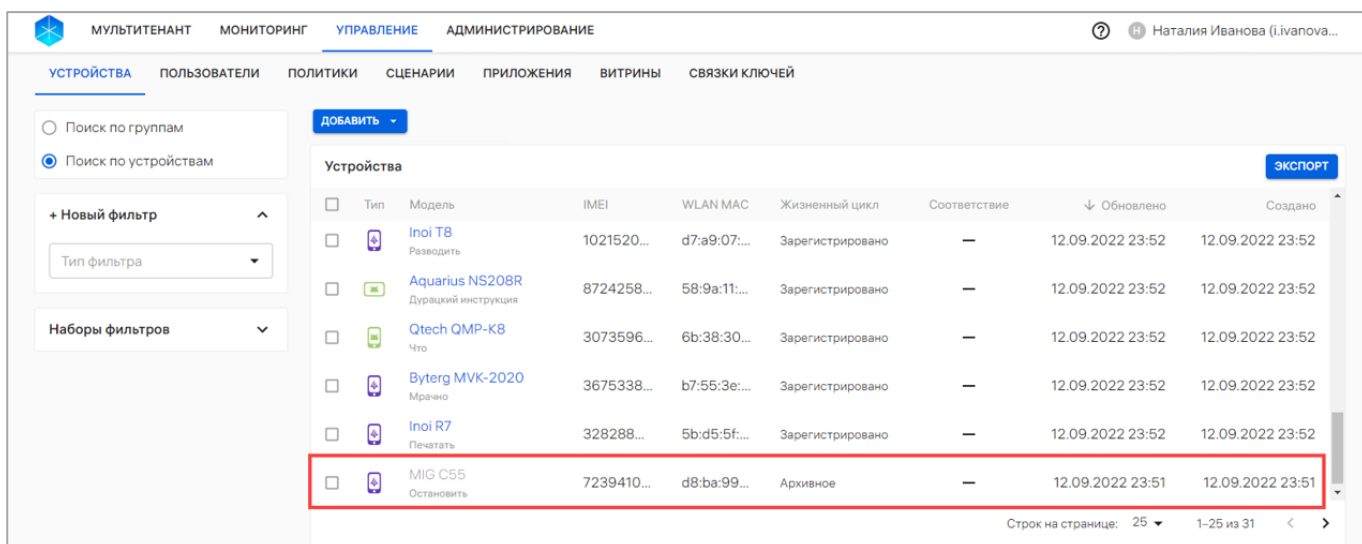 МУЛЬТИТЕНАНТ МОНИТОРИНГ УПРАВЛЕНИЕ АДМИНИСТРИРОВАНИЕ ? Н Наталия Иванова (i.ivanova...
УСТРОЙСТВА ПОЛЬЗОВАТЕЛИ ПОЛИТИКИ СЦЕНАРИИ ПРИЛОЖЕНИЯ ВИТРИНЫ СВЯЗКИ КЛЮЧЕЙ
Поиск по группам
Поиск по устройствам
+ Новый фильтр
Тип фильтра
Наборы фильтров
ДОБАВИТЬ
Устройства ЭКСПОРТ
Тип Модель IMEI WLAN MAC Жизненный цикл Соответствие ↓ Обновлено Создано
Inoi T8 1021520... d7:a9:07:... Зарегистрировано — 12.09.2022 23:52 12.09.2022 23:52
Разводить
Aquarius NS208R 8724258... 58:9a:11:... Зарегистрировано — 12.09.2022 23:52 12.09.2022 23:52
Дурацкий инструкция
Qtech QMP-K8 3073596... 6b:38:30... Зарегистрировано — 12.09.2022 23:52 12.09.2022 23:52
Что
Byterg MVK-2020 3675338... b7:55:3e:... Зарегистрировано — 12.09.2022 23:52 12.09.2022 23:52
Мрачно
Inoi R7 328288... 5b:d5:5f:... Зарегистрировано — 12.09.2022 23:52 12.09.2022 23:52
Печатать
MIG C55 7239410... d8:ba:99... Архивное — 12.09.2022 23:51 12.09.2022 23:51
Остановить
Строк на странице: 25 1–25 из 31 < >